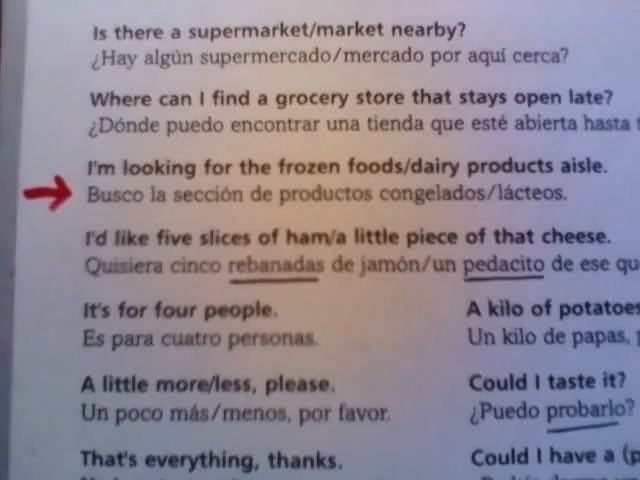 Is there a supermarket/market nearby?
¿Hay algún supermercado/mercado por aquí cerca?
Where can I find a grocery store that stays open late?
¿Dónde puedo encontrar una tienda que esté abierta hasta
I'm looking for the frozen foods/dairy products aisle.
Busco la sección de productos congelados/lácteos.
I'd like five slices of ham/a little piece of that cheese.
Quisiera cinco rebanadas de jamón/un pedacito de ese
It's for four people.
Es para cuatro personas.
A kilo of potatoes
Un kilo de papas,
A little more/less, please.
Un poco más/menos, por favor.
Could I taste it?
¿Puedo probarlo?
That's everything, thanks.
Could I have a